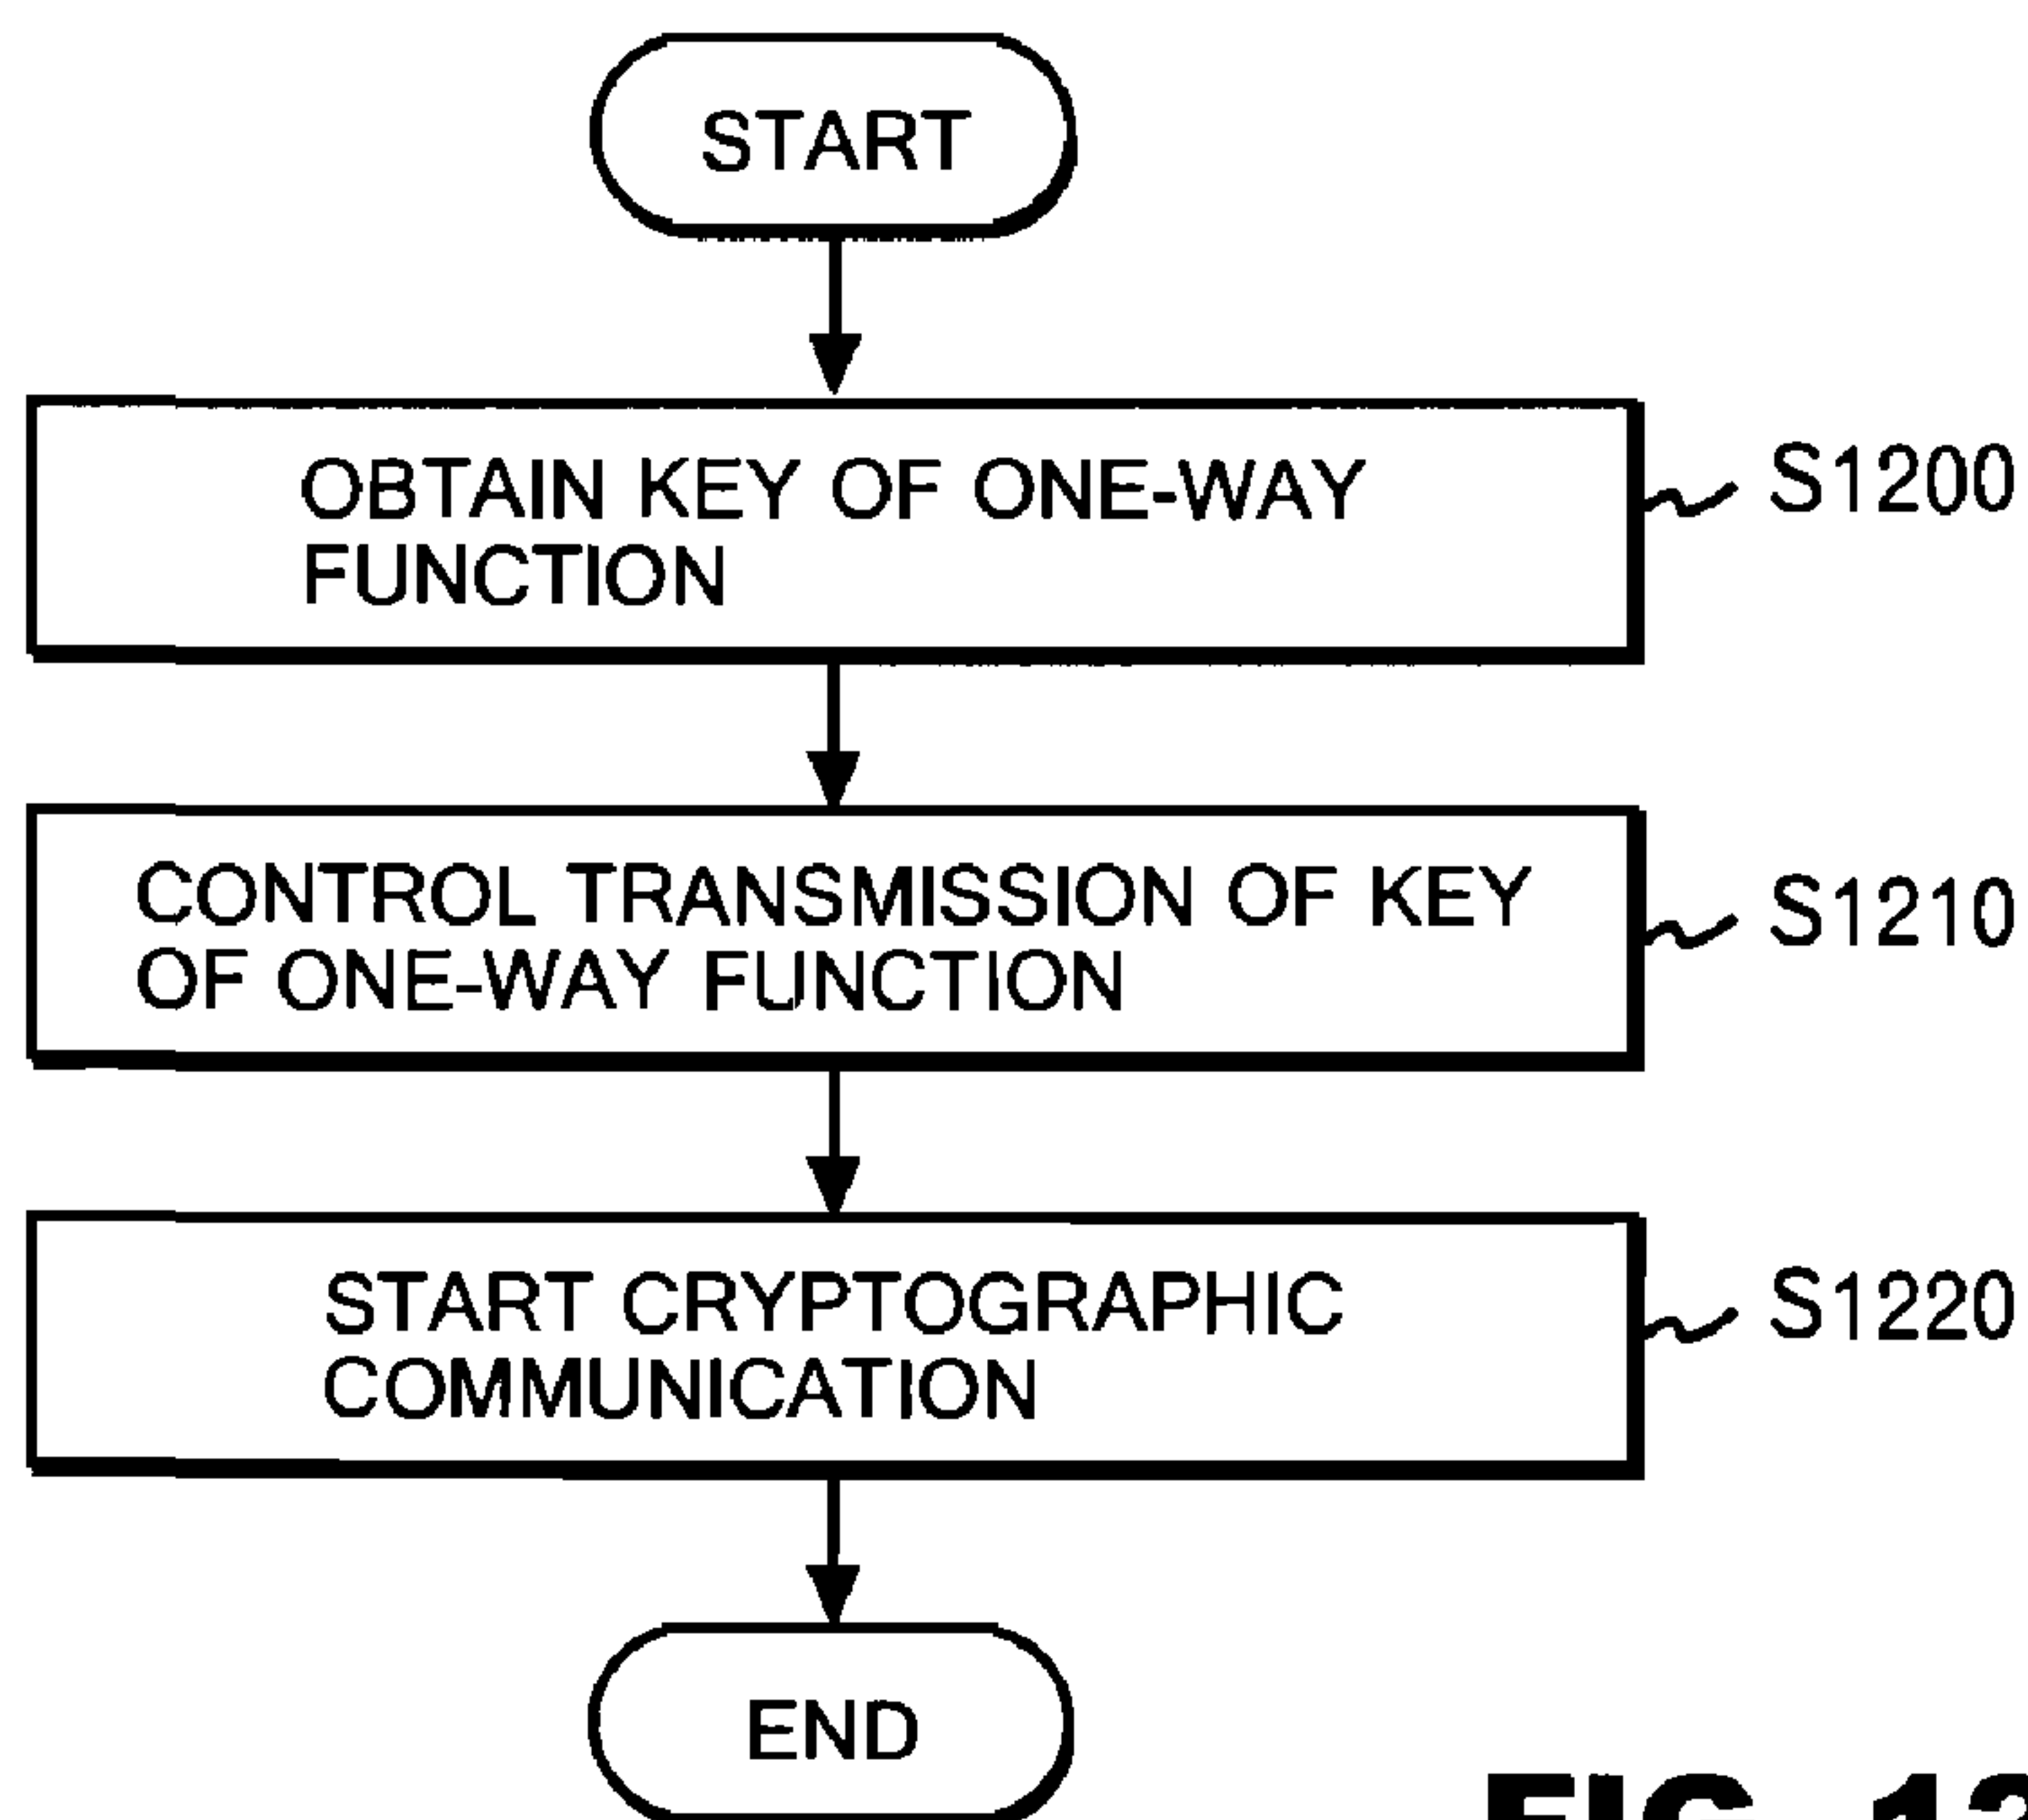 START
OBTAIN KEY OF ONE-WAY
FUNCTION
S1200
CONTROL TRANSMISSION OF KEY
OF ONE-WAY FUNCTION
S1210
START CRYPTOGRAPHIC
COMMUNICATION
S1220
END